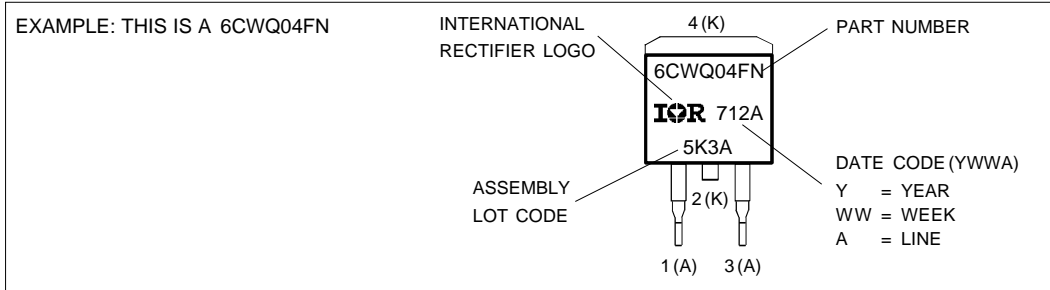 EXAMPLE: THIS IS A 6CWQ04FN
INTERNATIONAL
RECTIFIER LOGO
4 (K)
PART NUMBER
6CWQ04FN
IOR 712A
5K3A
ASSEMBLY
LOT CODE
2 (K)
1 (A) 3 (A)
DATE CODE (YWWA)
Y = YEAR
WW = WEEK
A = LINE